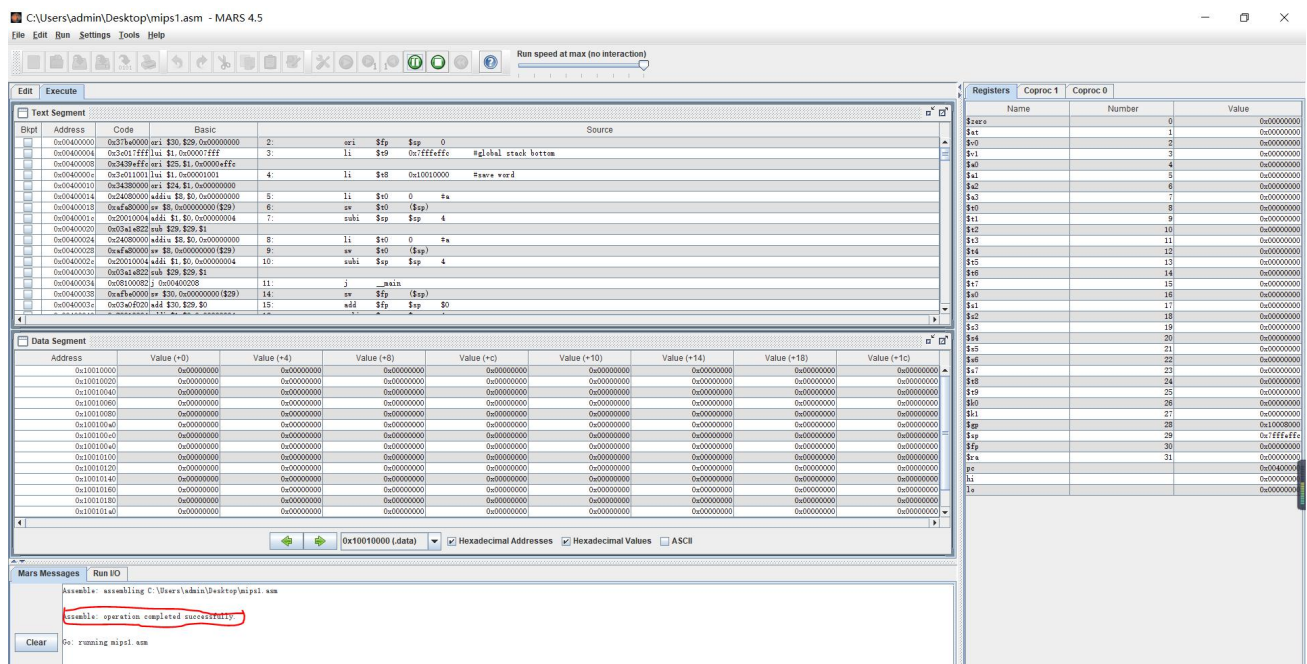 C:\Users\admin\Desktop\mips1.asm - MARS 4.5
File Edit Run Settings Tools Help
Run speed at max (no interaction)
Edit Execute
Text Segment
Bkpt Address Code Basic Source
0x00400000 0x37be0000 ori $30,$29,0x00000000 2: ori $fp $sp 0
0x00400004 0x3c017fff lui $1,0x00007fff 3: li $t9 0x7fffeffc #global stack bottom
0x00400008 0x3439effc ori $25,$1,0x0000effc
0x0040000c 0x3c011001 lui $1,0x00001001 4: li $t8 0x10010000 #save word
0x00400010 0x34380000 ori $24,$1,0x00000000
0x00400014 0x24080000 addiu $8,$0,0x00000000 5: li $t0 0 #a
0x00400018 0xafa80000 sw $8,0x00000000($29) 6: sw $t0 ($sp)
0x0040001c 0x20010004 addi $1,$0,0x00000004 7: subi $sp $sp 4
0x00400020 0x03a1e822 sub $29,$29,$1
0x00400024 0x24080000 addiu $8,$0,0x00000000 8: li $t0 0 #a
0x00400028 0xafa80000 sw $8,0x00000000($29) 9: sw $t0 ($sp)
0x0040002c 0x20010004 addi $1,$0,0x00000004 10: subi $sp $sp 4
0x00400030 0x03a1e822 sub $29,$29,$1
0x00400034 0x08100082 j 0x00400208 11: j __main
0x00400038 0xafbe0000 sw $30,0x00000000($29) 14: sw $fp ($sp)
0x0040003c 0x03a0f020 add $30,$29,$0 15: add $fp $sp $0
Data Segment
Address Value (+0) Value (+4) Value (+8) Value (+c) Value (+10) Value (+14) Value (+18) Value (+1c)
0x10010000 0x00000000 0x00000000 0x00000000 0x00000000 0x00000000 0x00000000 0x00000000 0x00000000
0x10010020 0x00000000 0x00000000 0x00000000 0x00000000 0x00000000 0x00000000 0x00000000 0x00000000
0x10010040 0x00000000 0x00000000 0x00000000 0x00000000 0x00000000 0x00000000 0x00000000 0x00000000
0x10010060 0x00000000 0x00000000 0x00000000 0x00000000 0x00000000 0x00000000 0x00000000 0x00000000
0x10010080 0x00000000 0x00000000 0x00000000 0x00000000 0x00000000 0x00000000 0x00000000 0x00000000
0x100100a0 0x00000000 0x00000000 0x00000000 0x00000000 0x00000000 0x00000000 0x00000000 0x00000000
0x100100c0 0x00000000 0x00000000 0x00000000 0x00000000 0x00000000 0x00000000 0x00000000 0x00000000
0x100100e0 0x00000000 0x00000000 0x00000000 0x00000000 0x00000000 0x00000000 0x00000000 0x00000000
0x10010100 0x00000000 0x00000000 0x00000000 0x00000000 0x00000000 0x00000000 0x00000000 0x00000000
0x10010120 0x00000000 0x00000000 0x00000000 0x00000000 0x00000000 0x00000000 0x00000000 0x00000000
0x10010140 0x00000000 0x00000000 0x00000000 0x00000000 0x00000000 0x00000000 0x00000000 0x00000000
0x10010160 0x00000000 0x00000000 0x00000000 0x00000000 0x00000000 0x00000000 0x00000000 0x00000000
0x10010180 0x00000000 0x00000000 0x00000000 0x00000000 0x00000000 0x00000000 0x00000000 0x00000000
0x100101a0 0x00000000 0x00000000 0x00000000 0x00000000 0x00000000 0x00000000 0x00000000 0x00000000
0x10010000 (.data) Hexadecimal Addresses Hexadecimal Values ASCII
Mars Messages Run I/O
Assemble: assembling C:\Users\admin\Desktop\mips1.asm
Assemble: operation completed successfully.
Clear
Go: running mips1.asm
Registers Coproc 1 Coproc 0
Name Number Value
$zero 0 0x00000000
$at 1 0x00000000
$v0 2 0x00000000
$v1 3 0x00000000
$a0 4 0x00000000
$a1 5 0x00000000
$a2 6 0x00000000
$a3 7 0x00000000
$t0 8 0x00000000
$t1 9 0x00000000
$t2 10 0x00000000
$t3 11 0x00000000
$t4 12 0x00000000
$t5 13 0x00000000
$t6 14 0x00000000
$t7 15 0x00000000
$s0 16 0x00000000
$s1 17 0x00000000
$s2 18 0x00000000
$s3 19 0x00000000
$s4 20 0x00000000
$s5 21 0x00000000
$s6 22 0x00000000
$s7 23 0x00000000
$t8 24 0x00000000
$t9 25 0x00000000
$k0 26 0x00000000
$k1 27 0x00000000
$gp 28 0x10008000
$sp 29 0x7fffeffc
$fp 30 0x00000000
$ra 31 0x00000000
pc 0x0040000
hi 0x0000000
lo 0x0000000